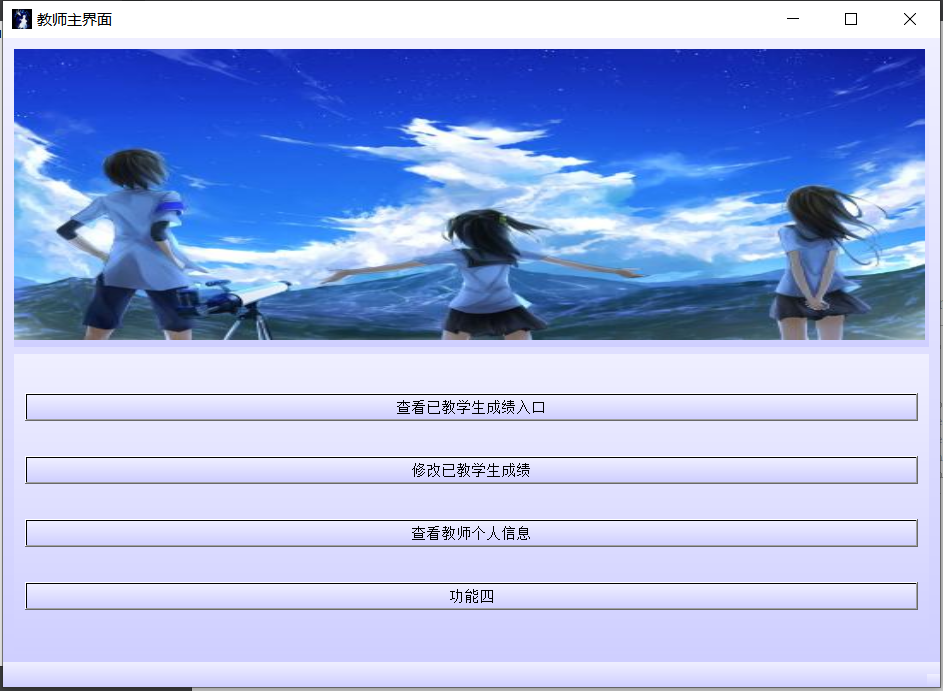 教师主界面
查看已教学生成绩入口
修改已教学生成绩
查看教师个人信息
功能四